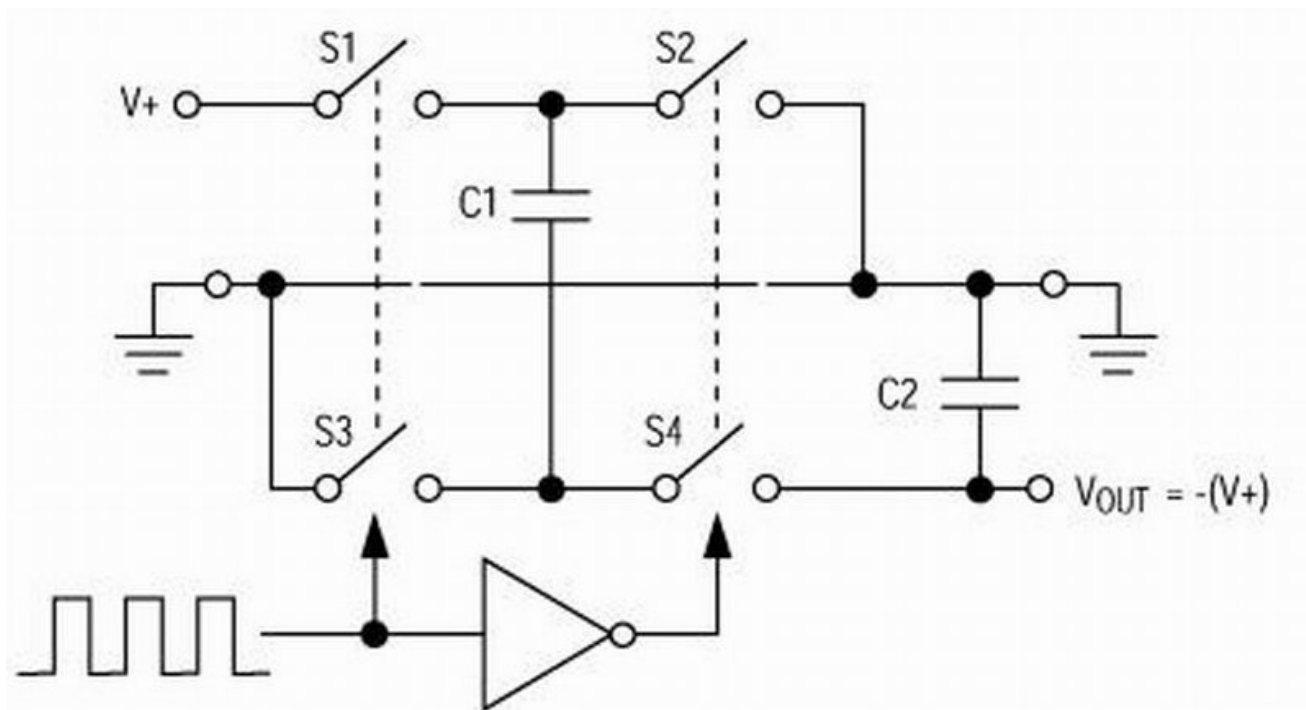 S1
S2
V+
C1
C2
S3
S4
VOUT = -(V+)